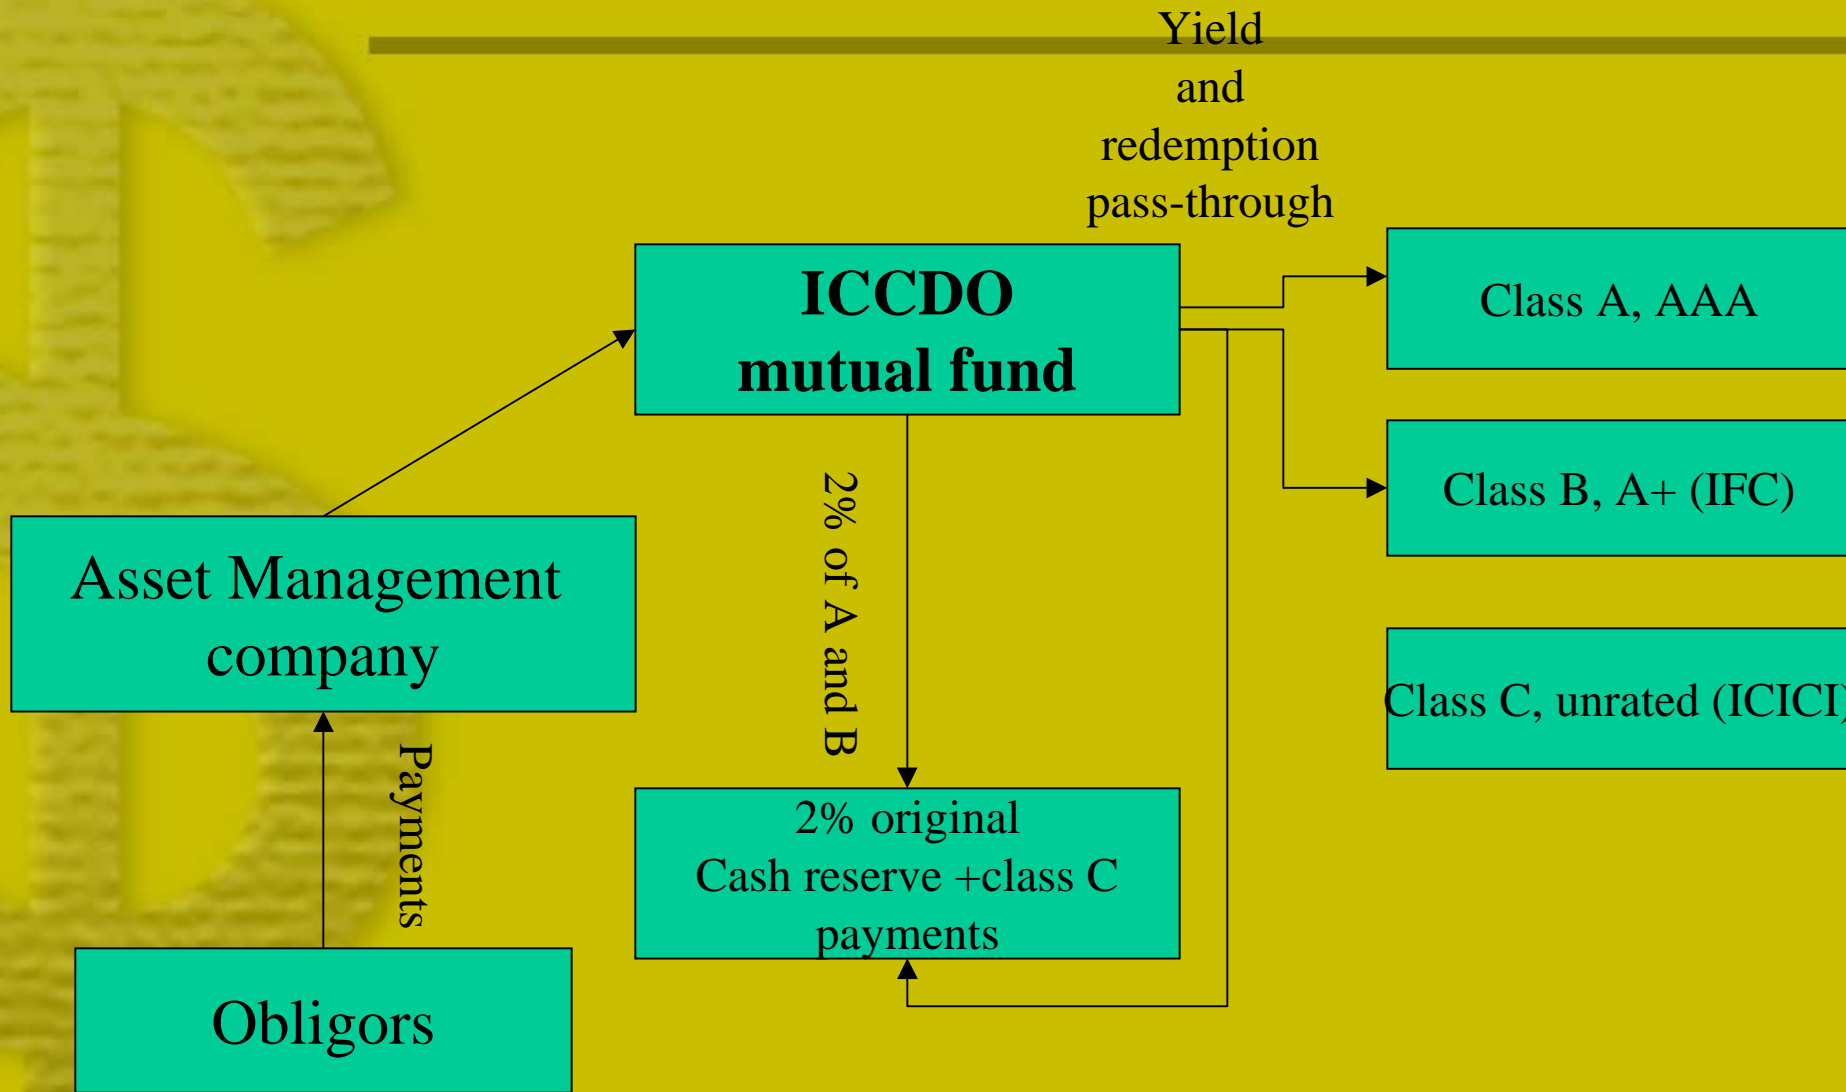 Yield
and
redemption
pass-through
ICCDO
mutual fund
Class A, AAA
Class B, A+ (IFC)
Class C, unrated (ICICI)
2% of A and B
Asset Management
company
Payments
2% original
Cash reserve +class C
payments
Obligors